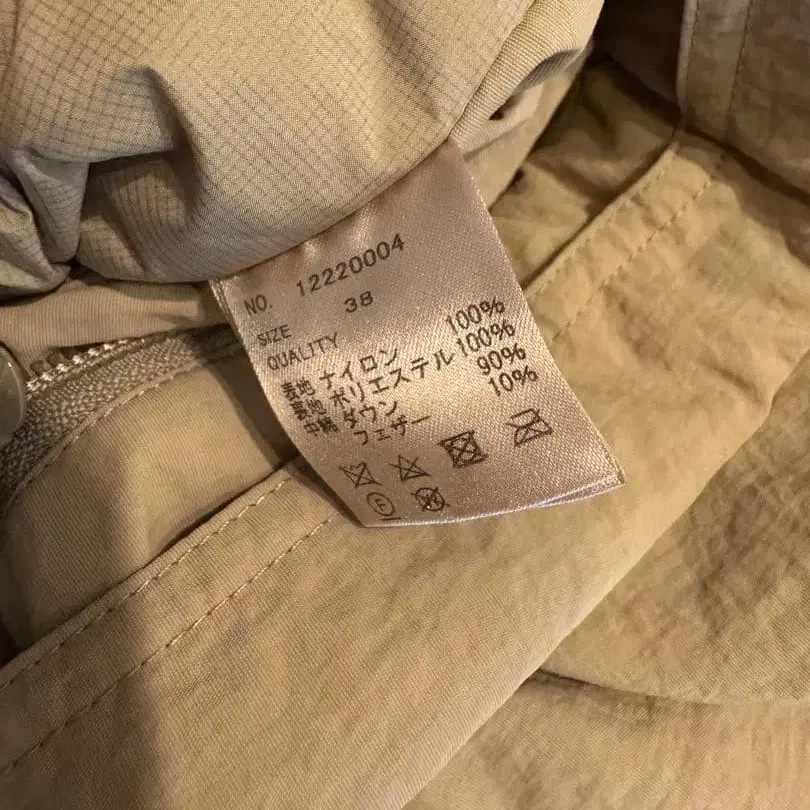 NO. 12220004
SIZE 38
QUALITY
表地 ナイロン 100%
裏地 ポリエステル 100%
中綿 ダウン 90%
フェザー 10%
F